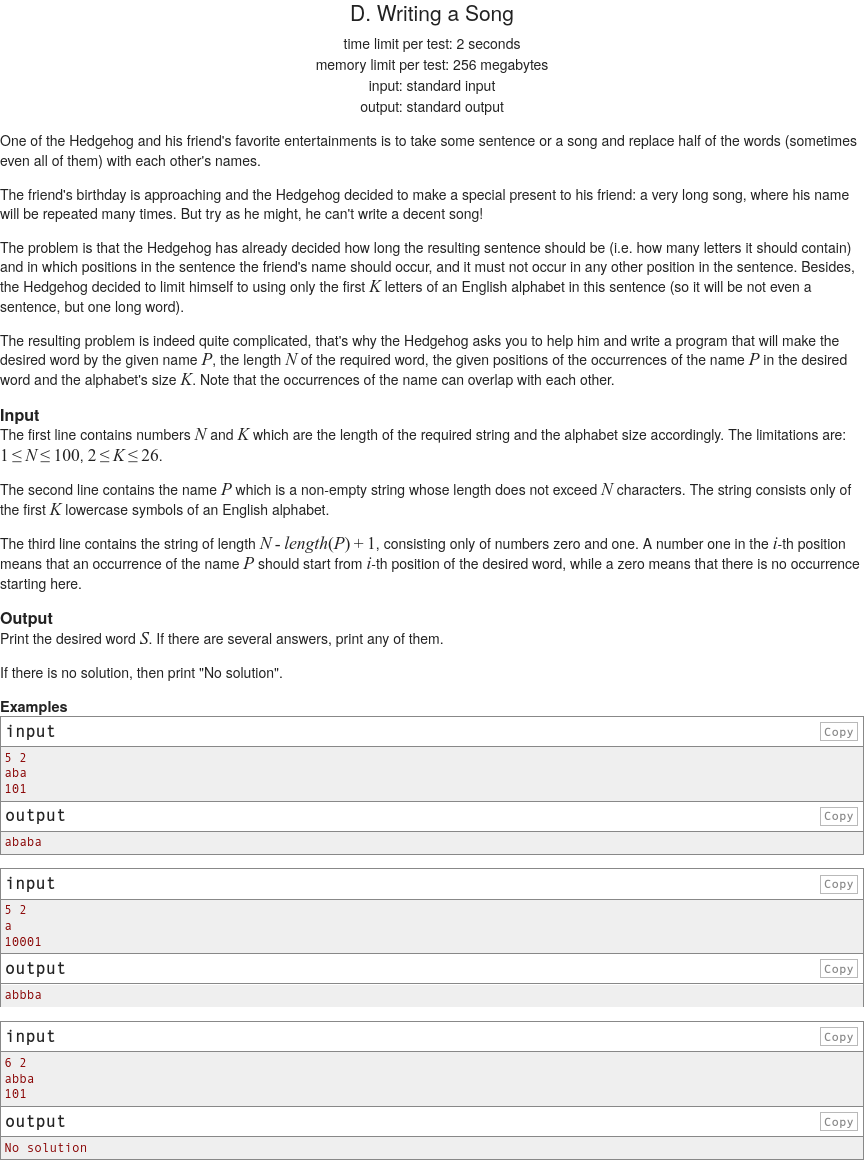 D. Writing a Song
time limit per test: 2 seconds
memory limit per test: 256 megabytes
input: standard input
output: standard output
One of the Hedgehog and his friend's favorite entertainments is to take some sentence or a song and replace half of the words (sometimes
even all of them) with each other's names.
The friend's birthday is approaching and the Hedgehog decided to make a special present to his friend: a very long song, where his name
will be repeated many times. But try as he might, he can't write a decent song!
The problem is that the Hedgehog has already decided how long the resulting sentence should be (i.e. how many letters it should contain)
and in which positions in the sentence the friend's name should occur, and it must not occur in any other position in the sentence. Besides,
the Hedgehog decided to limit himself to using only the first K letters of an English alphabet in this sentence (so it will be not even a
sentence, but one long word).
The resulting problem is indeed quite complicated, that's why the Hedgehog asks you to help him and write a program that will make the
desired word by the given name P, the length N of the required word, the given positions of the occurrences of the name P in the desired
word and the alphabet's size K. Note that the occurrences of the name can overlap with each other.
Input
The first line contains numbers N and K which are the length of the required string and the alphabet size accordingly. The limitations are:
1 ≤ N ≤ 100, 2 ≤ K ≤ 26.
The second line contains the name P which is a non-empty string whose length does not exceed N characters. The string consists only of
the first K lowercase symbols of an English alphabet.
The third line contains the string of length N - length(P) + 1, consisting only of numbers zero and one. A number one in the i-th position
means that an occurrence of the name P should start from i-th position of the desired word, while a zero means that there is no occurrence
starting here.
Output
Print the desired word S. If there are several answers, print any of them.
If there is no solution, then print "No solution".
Examples
input Copy
5 2
aba
101
output Copy
ababa
input Copy
5 2
a
10001
output Copy
abbba
input Copy
6 2
abba
101
output Copy
No solution